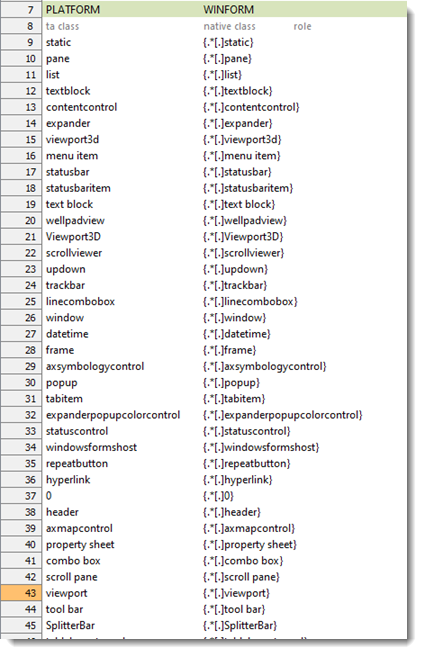 7 PLATFORM WINFORM
8 ta class native class role
9 static {.*[.]static}
10 pane {.*[.]pane}
11 list {.*[.]list}
12 textblock {.*[.]textblock}
13 contentcontrol {.*[.]contentcontrol}
14 expander {.*[.]expander}
15 viewport3d {.*[.]viewport3d}
16 menu item {.*[.]menu item}
17 statusbar {.*[.]statusbar}
18 statusbaritem {.*[.]statusbaritem}
19 text block {.*[.]text block}
20 wellpadview {.*[.]wellpadview}
21 Viewport3D {.*[.]Viewport3D}
22 scrollviewer {.*[.]scrollviewer}
23 updown {.*[.]updown}
24 trackbar {.*[.]trackbar}
25 linecombobox {.*[.]linecombobox}
26 window {.*[.]window}
27 datetime {.*[.]datetime}
28 frame {.*[.]frame}
29 axsymbologycontrol {.*[.]axsymbologycontrol}
30 popup {.*[.]popup}
31 tabitem {.*[.]tabitem}
32 expanderpopupcolorcontrol {.*[.]expanderpopupcolorcontrol}
33 statuscontrol {.*[.]statuscontrol}
34 windowsformshost {.*[.]windowsformshost}
35 repeatbutton {.*[.]repeatbutton}
36 hyperlink {.*[.]hyperlink}
37 0 {.*[.]0}
38 header {.*[.]header}
39 axmapcontrol {.*[.]axmapcontrol}
40 property sheet {.*[.]property sheet}
41 combo box {.*[.]combo box}
42 scroll pane {.*[.]scroll pane}
43 viewport {.*[.]viewport}
44 tool bar {.*[.]tool bar}
45 SplitterBar {.*[.]SplitterBar}